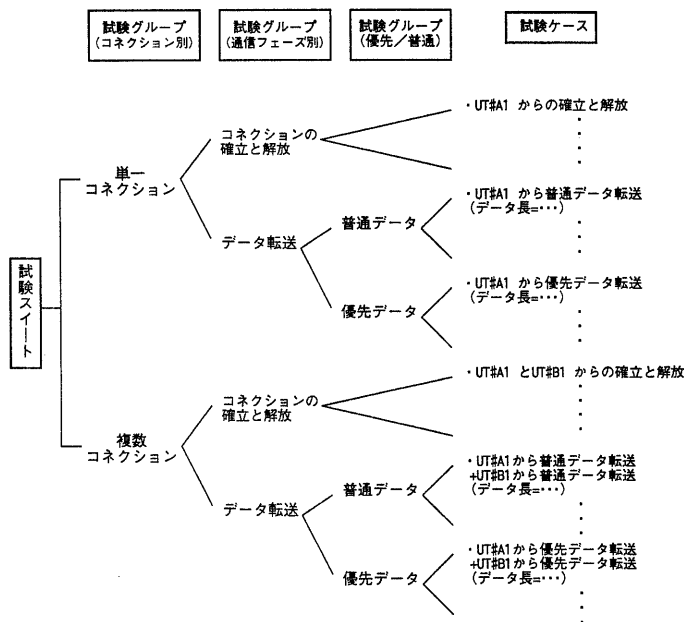 試験グループ
(コネクション別)
試験グループ
(通信フェーズ別)
試験グループ
(優先/普通)
試験ケース
試験スイート
単一
コネクション
コネクションの
確立と解放
・UT#A1 からの確立と解放
データ転送
普通データ
・UT#A1 から普通データ転送
(データ長=・・・)
優先データ
・UT#A1 から優先データ転送
(データ長=・・・)
複数
コネクション
コネクションの
確立と解放
・UT#A1 とUT#B1 からの確立と解放
データ転送
普通データ
・UT#A1から普通データ転送
+UT#B1から普通データ転送
(データ長=・・・)
優先データ
・UT#A1から優先データ転送
+UT#B1から優先データ転送
(データ長=・・・)